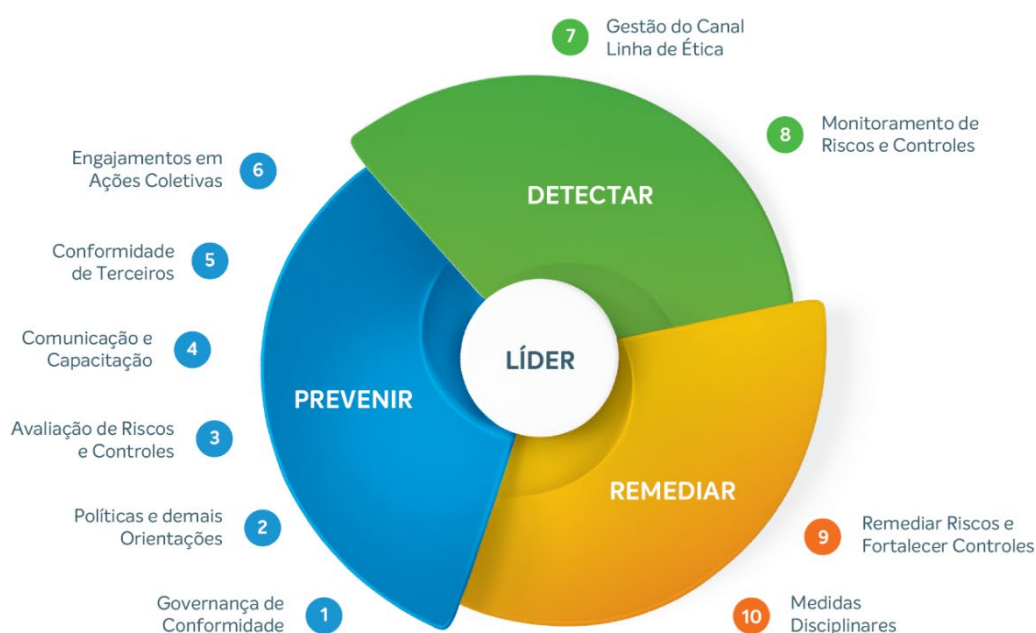 7
Gestão do Canal
Linha de Ética
8
Monitoramento de
Riscos e Controles
Engajamentos em
Ações Coletivas
6
DETECTAR
Conformidade
de Terceiros
5
Comunicação e
Capacitação
4
LÍDER
PREVENIR
Avaliação de Riscos
e Controles
3
REMEDIAR
Políticas e demais
Orientações
2
9
Remediar Riscos e
Fortalecer Controles
Governança de
Conformidade
1
10
Medidas
Disciplinares